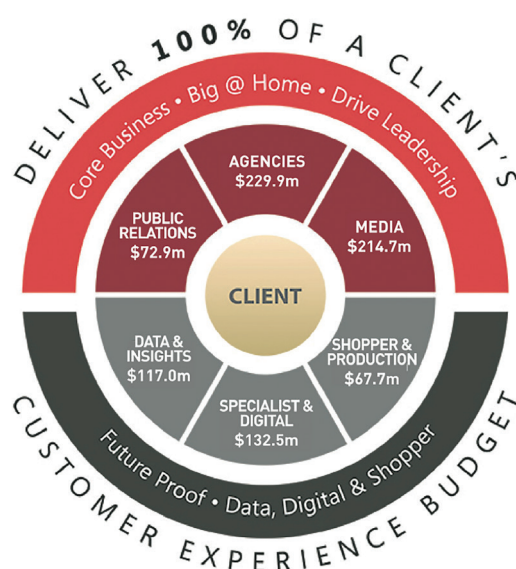 DELIVER 100% OF A CLIENT'S
Core Business • Big @ Home • Drive Leadership
AGENCIES
$229.9m
PUBLIC
RELATIONS
$72.9m
MEDIA
$214.7m
CLIENT
DATA &
INSIGHTS
$117.0m
SHOPPER &
PRODUCTION
$67.7m
SPECIALIST &
DIGITAL
$132.5m
Future Proof • Data, Digital & Shopper
CUSTOMER EXPERIENCE BUDGET